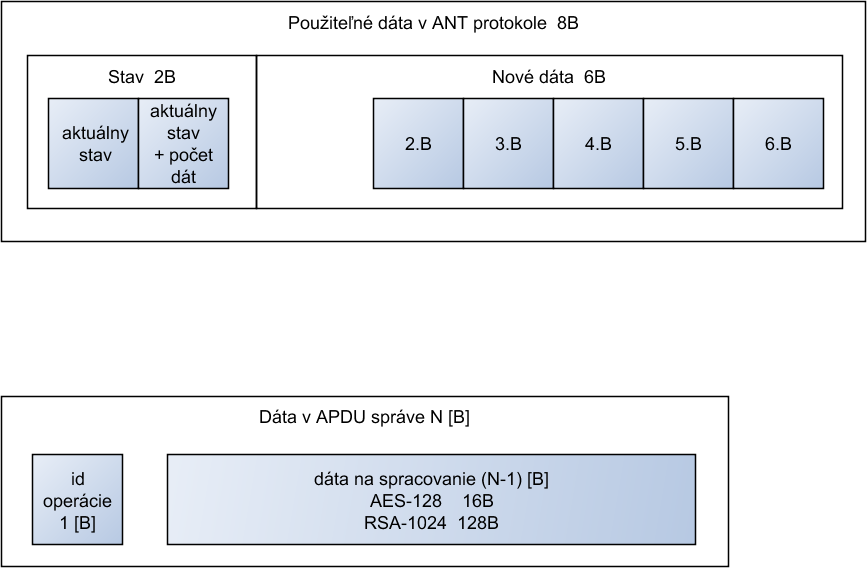 Použiteľné dáta v ANT protokole 8B
Stav 2B
Nové dáta 6B
aktuálny
stav
aktuálny
stav
+ počet
dát
2.B
3.B
4.B
5.B
6.B
Dáta v APDU správe N [B]
id
operácie
1 [B]
dáta na spracovanie (N-1) [B]
AES-128 16B
RSA-1024 128B